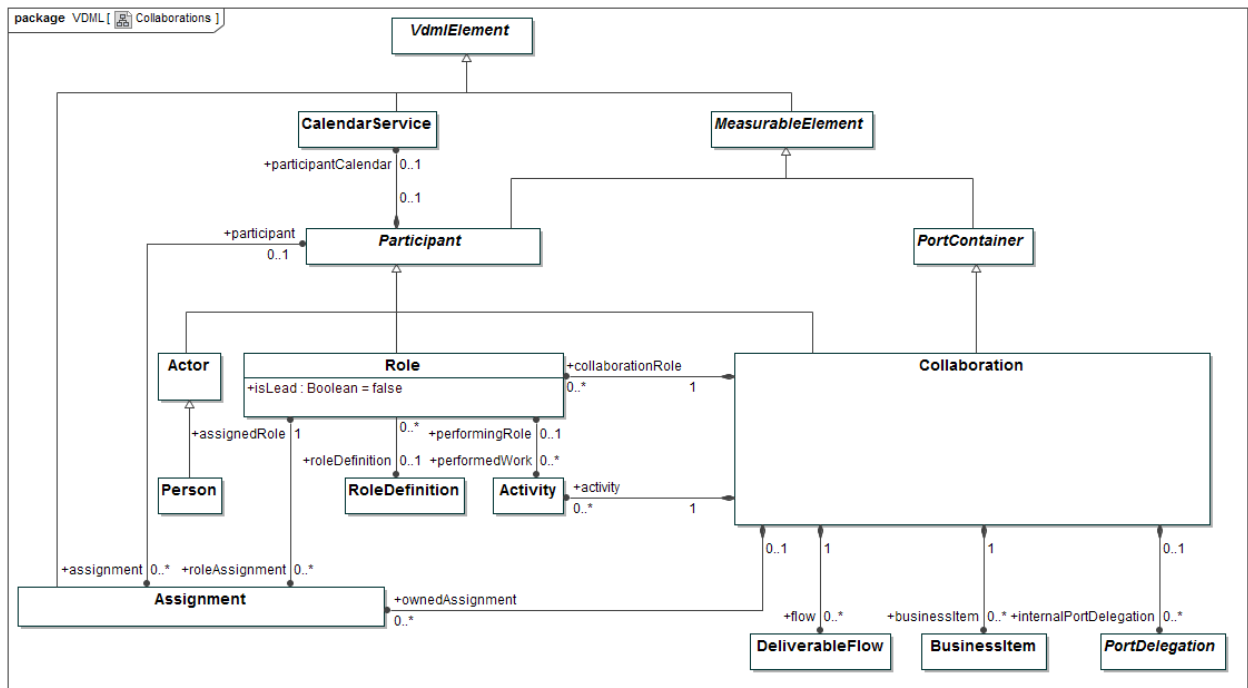 package VDML [ Collaborations ]
VdmlElement
CalendarService
MeasurableElement
+participantCalendar 0..1
0..1
+participant
0..1
Participant
PortContainer
Actor
Role
+isLead : Boolean = false
+collaborationRole
0..*
1
Collaboration
+assignedRole 1
0..*
+performingRole 0..1
+roleDefinition 0..1
+performedWork 0..*
Person
RoleDefinition
Activity
+activity
0..*
1
0..1
1
1
0..1
+assignment 0..*
+roleAssignment 0..*
Assignment
+ownedAssignment
0..*
+flow 0..*
+businessItem 0..*
+internalPortDelegation 0..*
DeliverableFlow
BusinessItem
PortDelegation